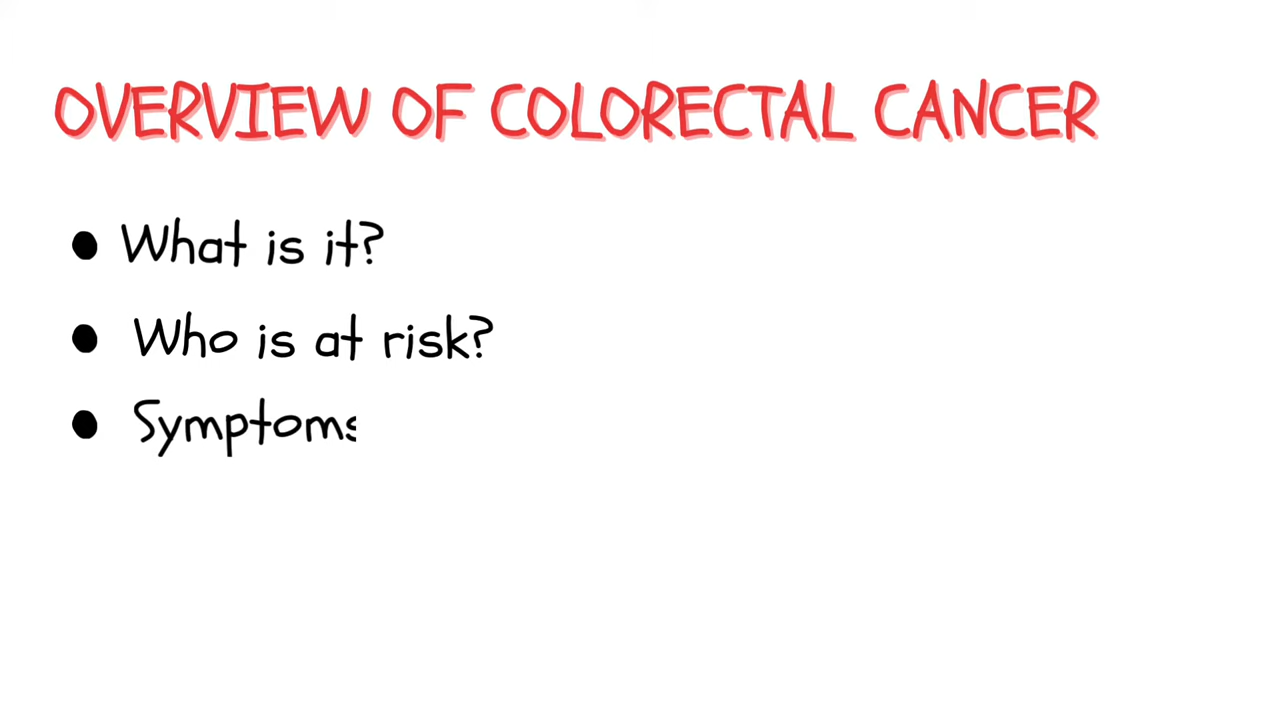 OVERVIEW OF COLORECTAL CANCER
• What is it?
• Who is at risk?
• Symptoms